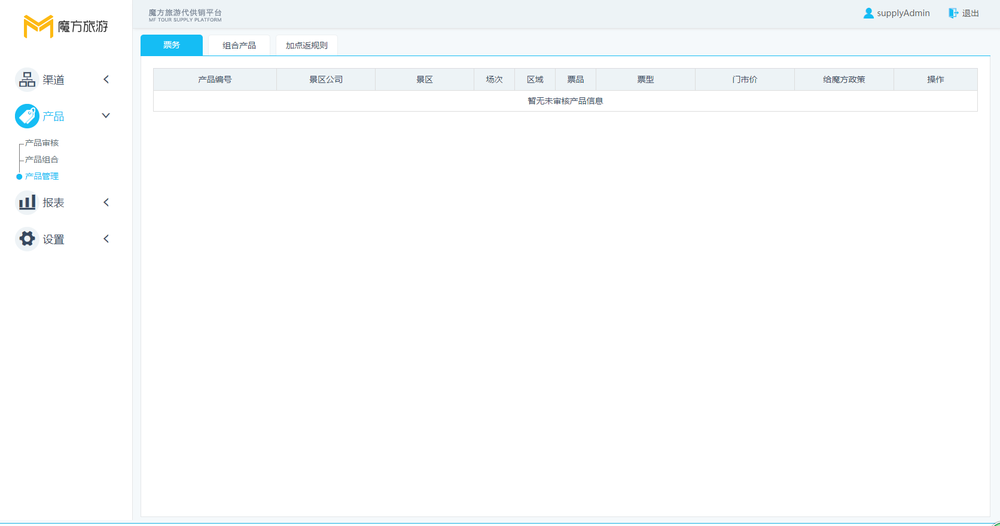 魔方旅游
魔方旅游代供销平台
MF TOUR SUPPLY PLATFORM
supplyAdmin
退出
渠道
产品
产品审核
产品组合
产品管理
报表
设置
票务 组合产品 加点返规则
产品编号 景区公司 景区 场次 区域 票品 票型 门市价 给魔方政策 操作
暂无未审核产品信息